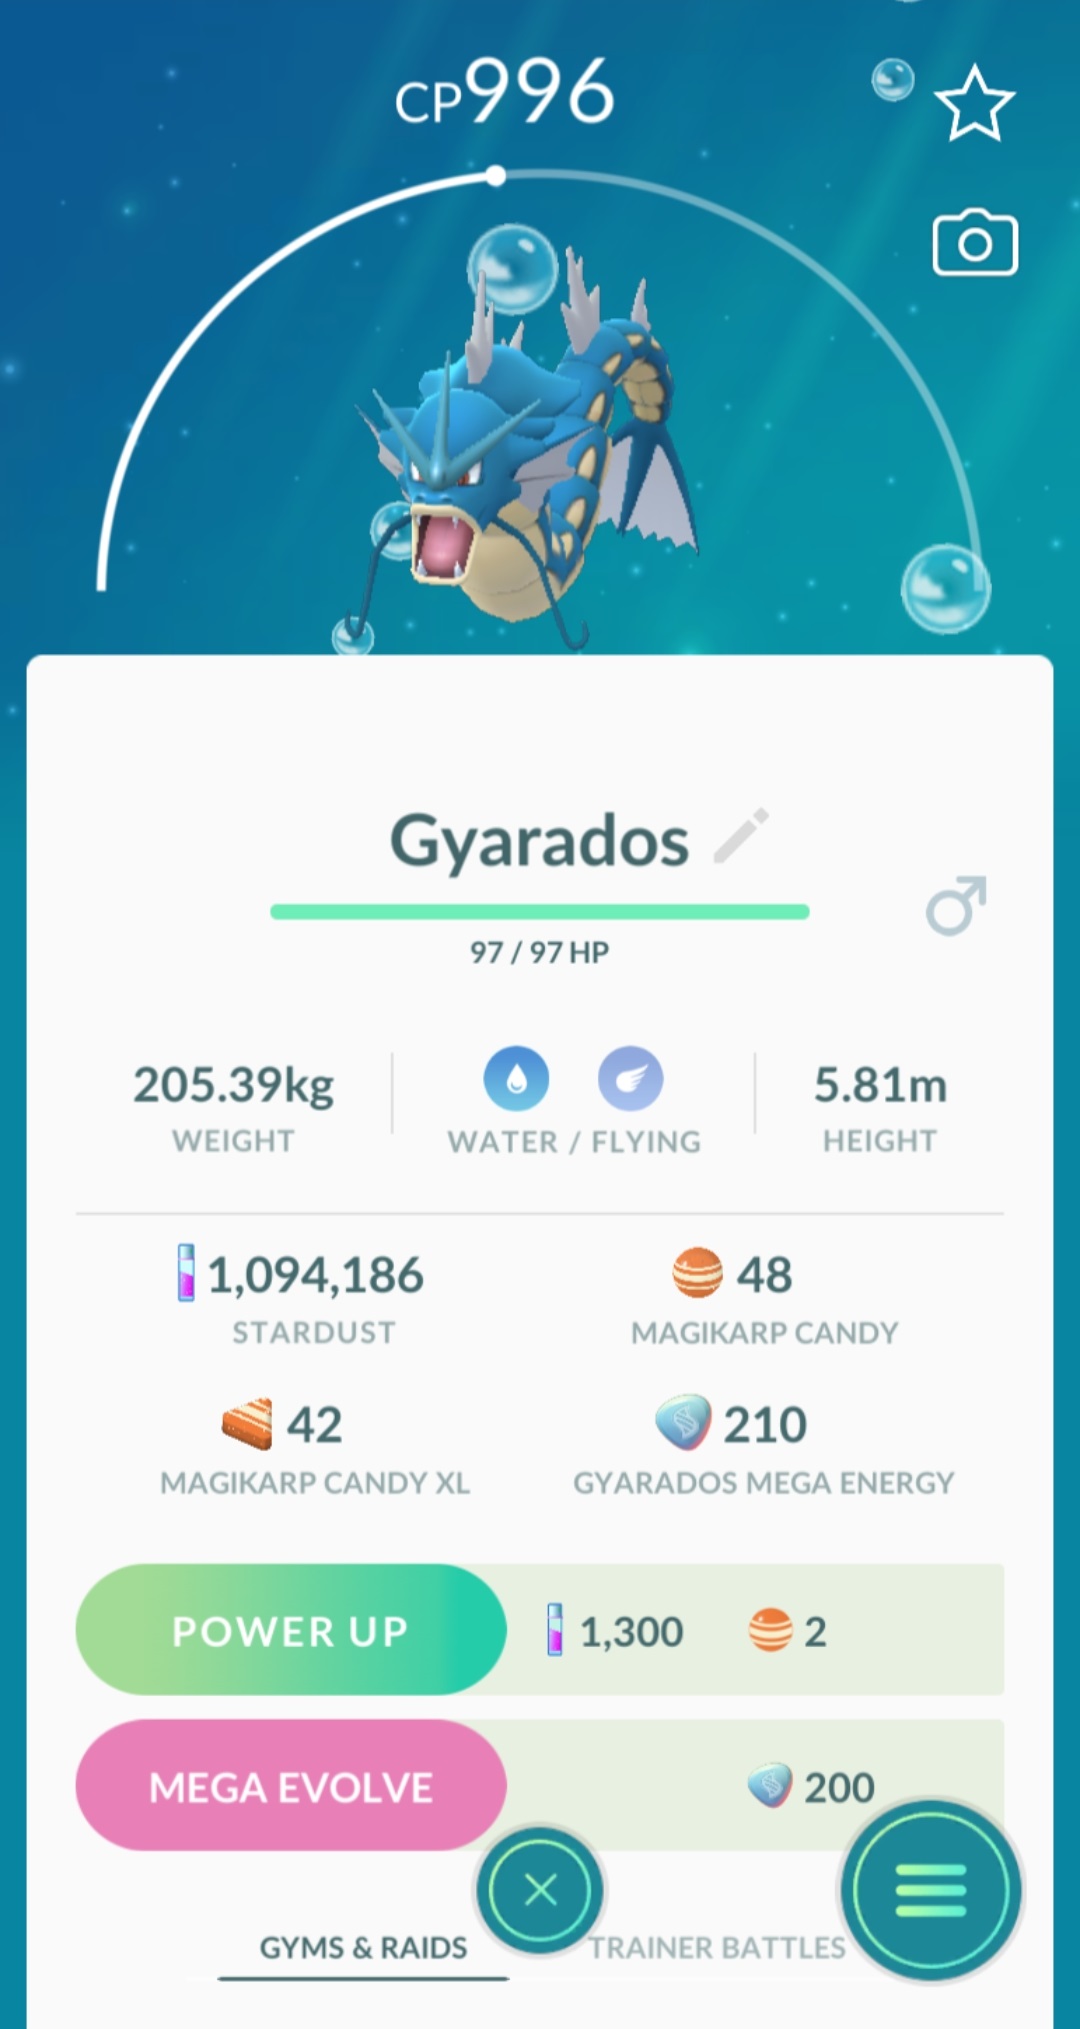 CP996
Gyarados
97 / 97 HP
205.39kg
WEIGHT
WATER / FLYING
5.81m
HEIGHT
1,094,186
STARDUST
48
MAGIKARP CANDY
42
MAGIKARP CANDY XL
210
GYARADOS MEGA ENERGY
POWER UP 1,300 2
MEGA EVOLVE 200
GYMS & RAIDS TRAINER BATTLES